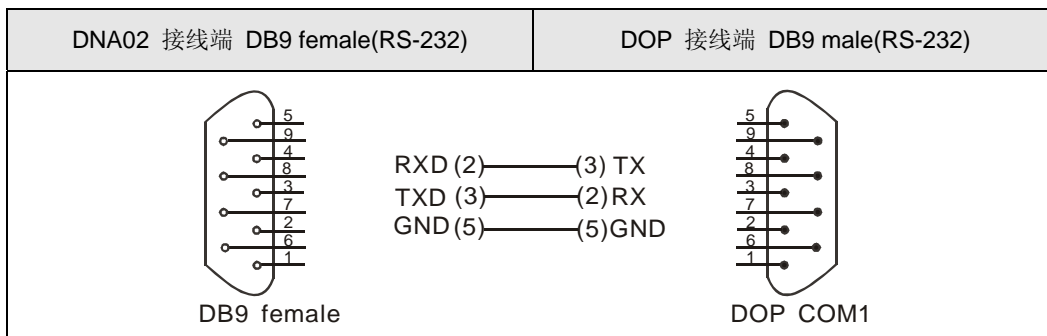 DNA02 接线端 DB9 female(RS-232)
DOP 接线端 DB9 male(RS-232)
5
9
4
8
3
7
2
6
1
DB9 female
RXD (2) (3) TX
TXD (3) (2) RX
GND (5) (5) GND
5
9
4
8
3
7
2
6
1
DOP COM1